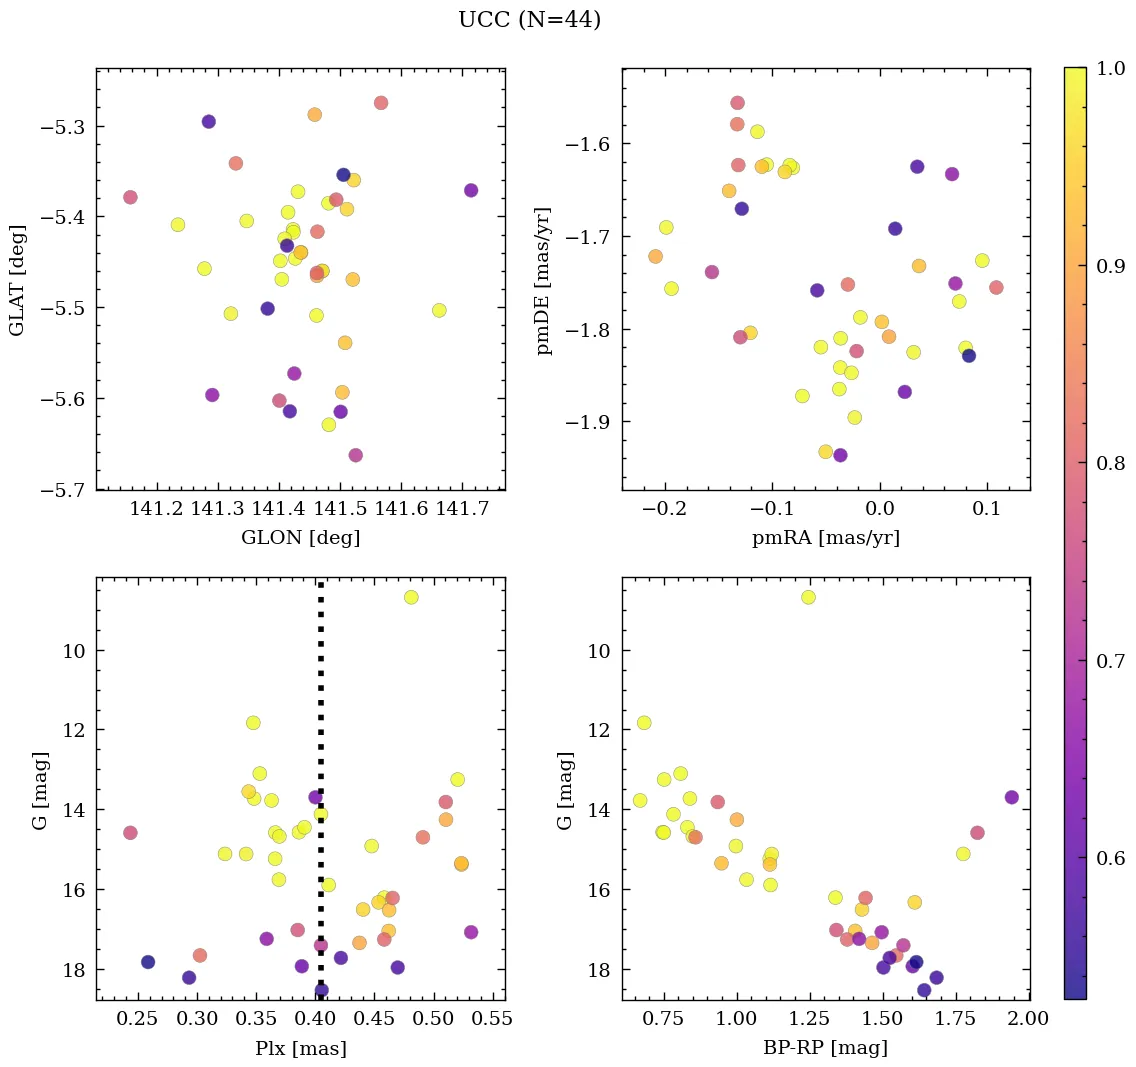 UCC (N=44)
−5.3
−5.4
−5.5
−5.6
−5.7
GLAT [deg]
141.2 141.3 141.4 141.5 141.6 141.7
GLON [deg]
−1.6
−1.7
−1.8
−1.9
pmDE [mas/yr]
−0.2 −0.1 0.0 0.1
pmRA [mas/yr]
10
12
14
16
18
G [mag]
0.25 0.30 0.35 0.40 0.45 0.50 0.55
Plx [mas]
10
12
14
16
18
G [mag]
0.75 1.00 1.25 1.50 1.75 2.00
BP-RP [mag]
1.0
0.9
0.8
0.7
0.6